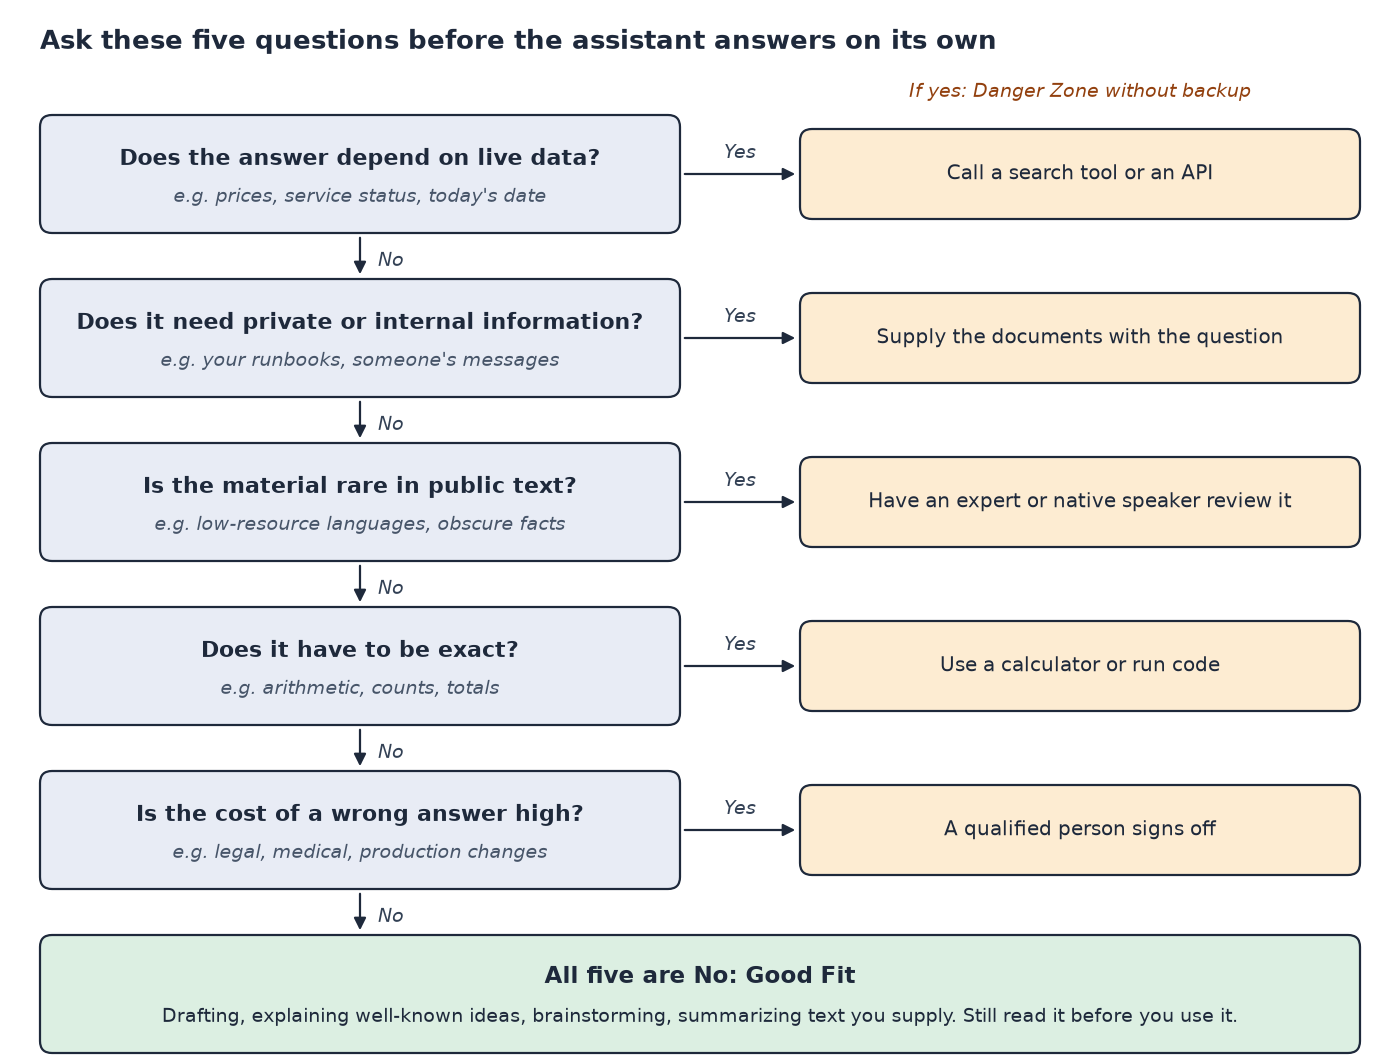 Ask these five questions before the assistant answers on its own
If yes: Danger Zone without backup
Does the answer depend on live data?
e.g. prices, service status, today's date
Yes
Call a search tool or an API
No
Does it need private or internal information?
e.g. your runbooks, someone's messages
Yes
Supply the documents with the question
No
Is the material rare in public text?
e.g. low-resource languages, obscure facts
Yes
Have an expert or native speaker review it
No
Does it have to be exact?
e.g. arithmetic, counts, totals
Yes
Use a calculator or run code
No
Is the cost of a wrong answer high?
e.g. legal, medical, production changes
Yes
A qualified person signs off
No
All five are No: Good Fit
Drafting, explaining well-known ideas, brainstorming, summarizing text you supply. Still read it before you use it.